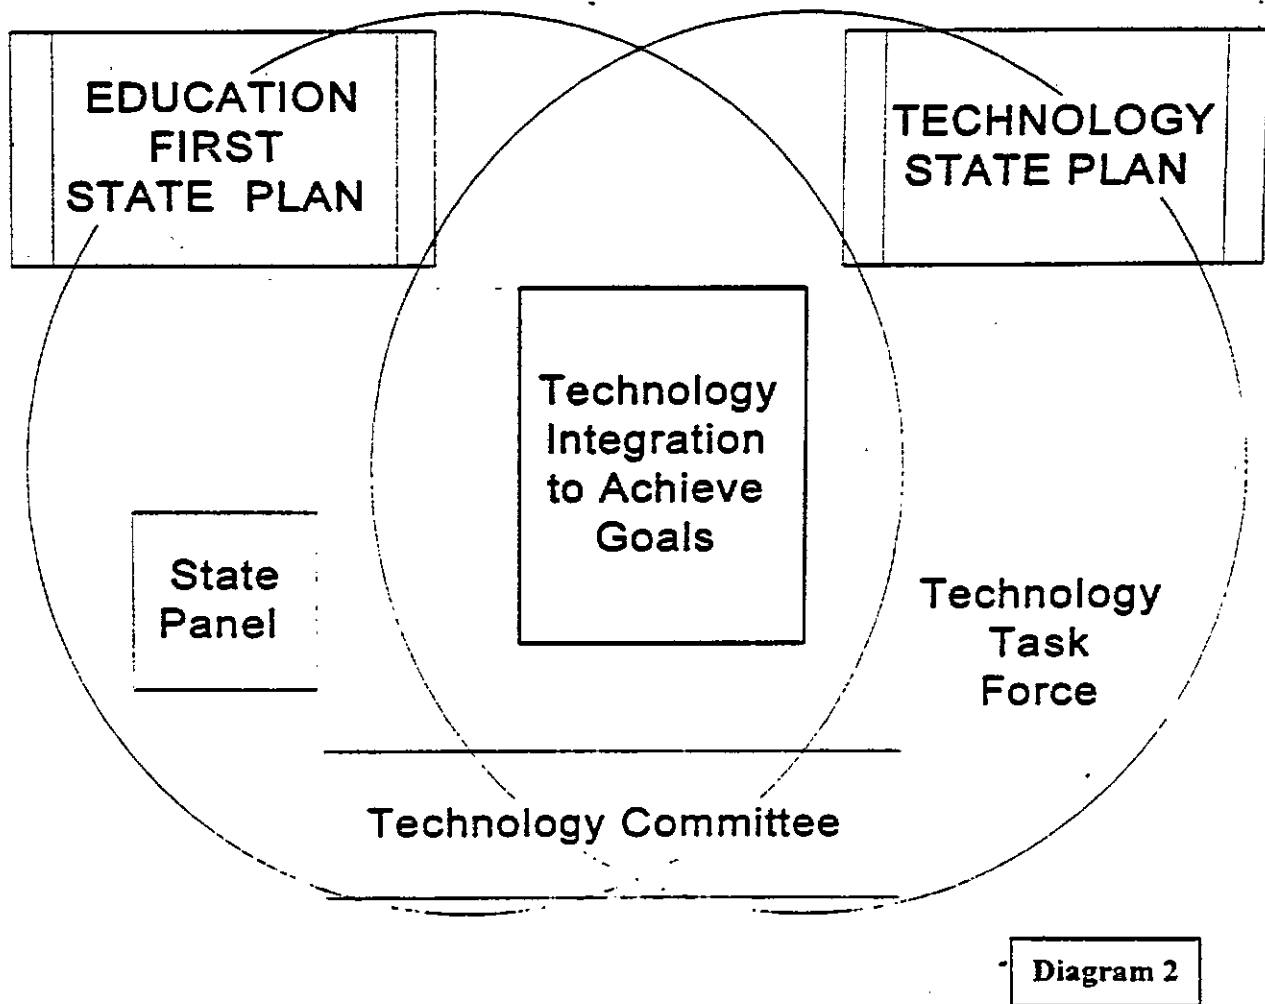 EDUCATION
FIRST
STATE PLAN
TECHNOLOGY
STATE PLAN
Technology
Integration
to Achieve
Goals
State
Panel
Technology
Task
Force
Technology Committee
Diagram 2